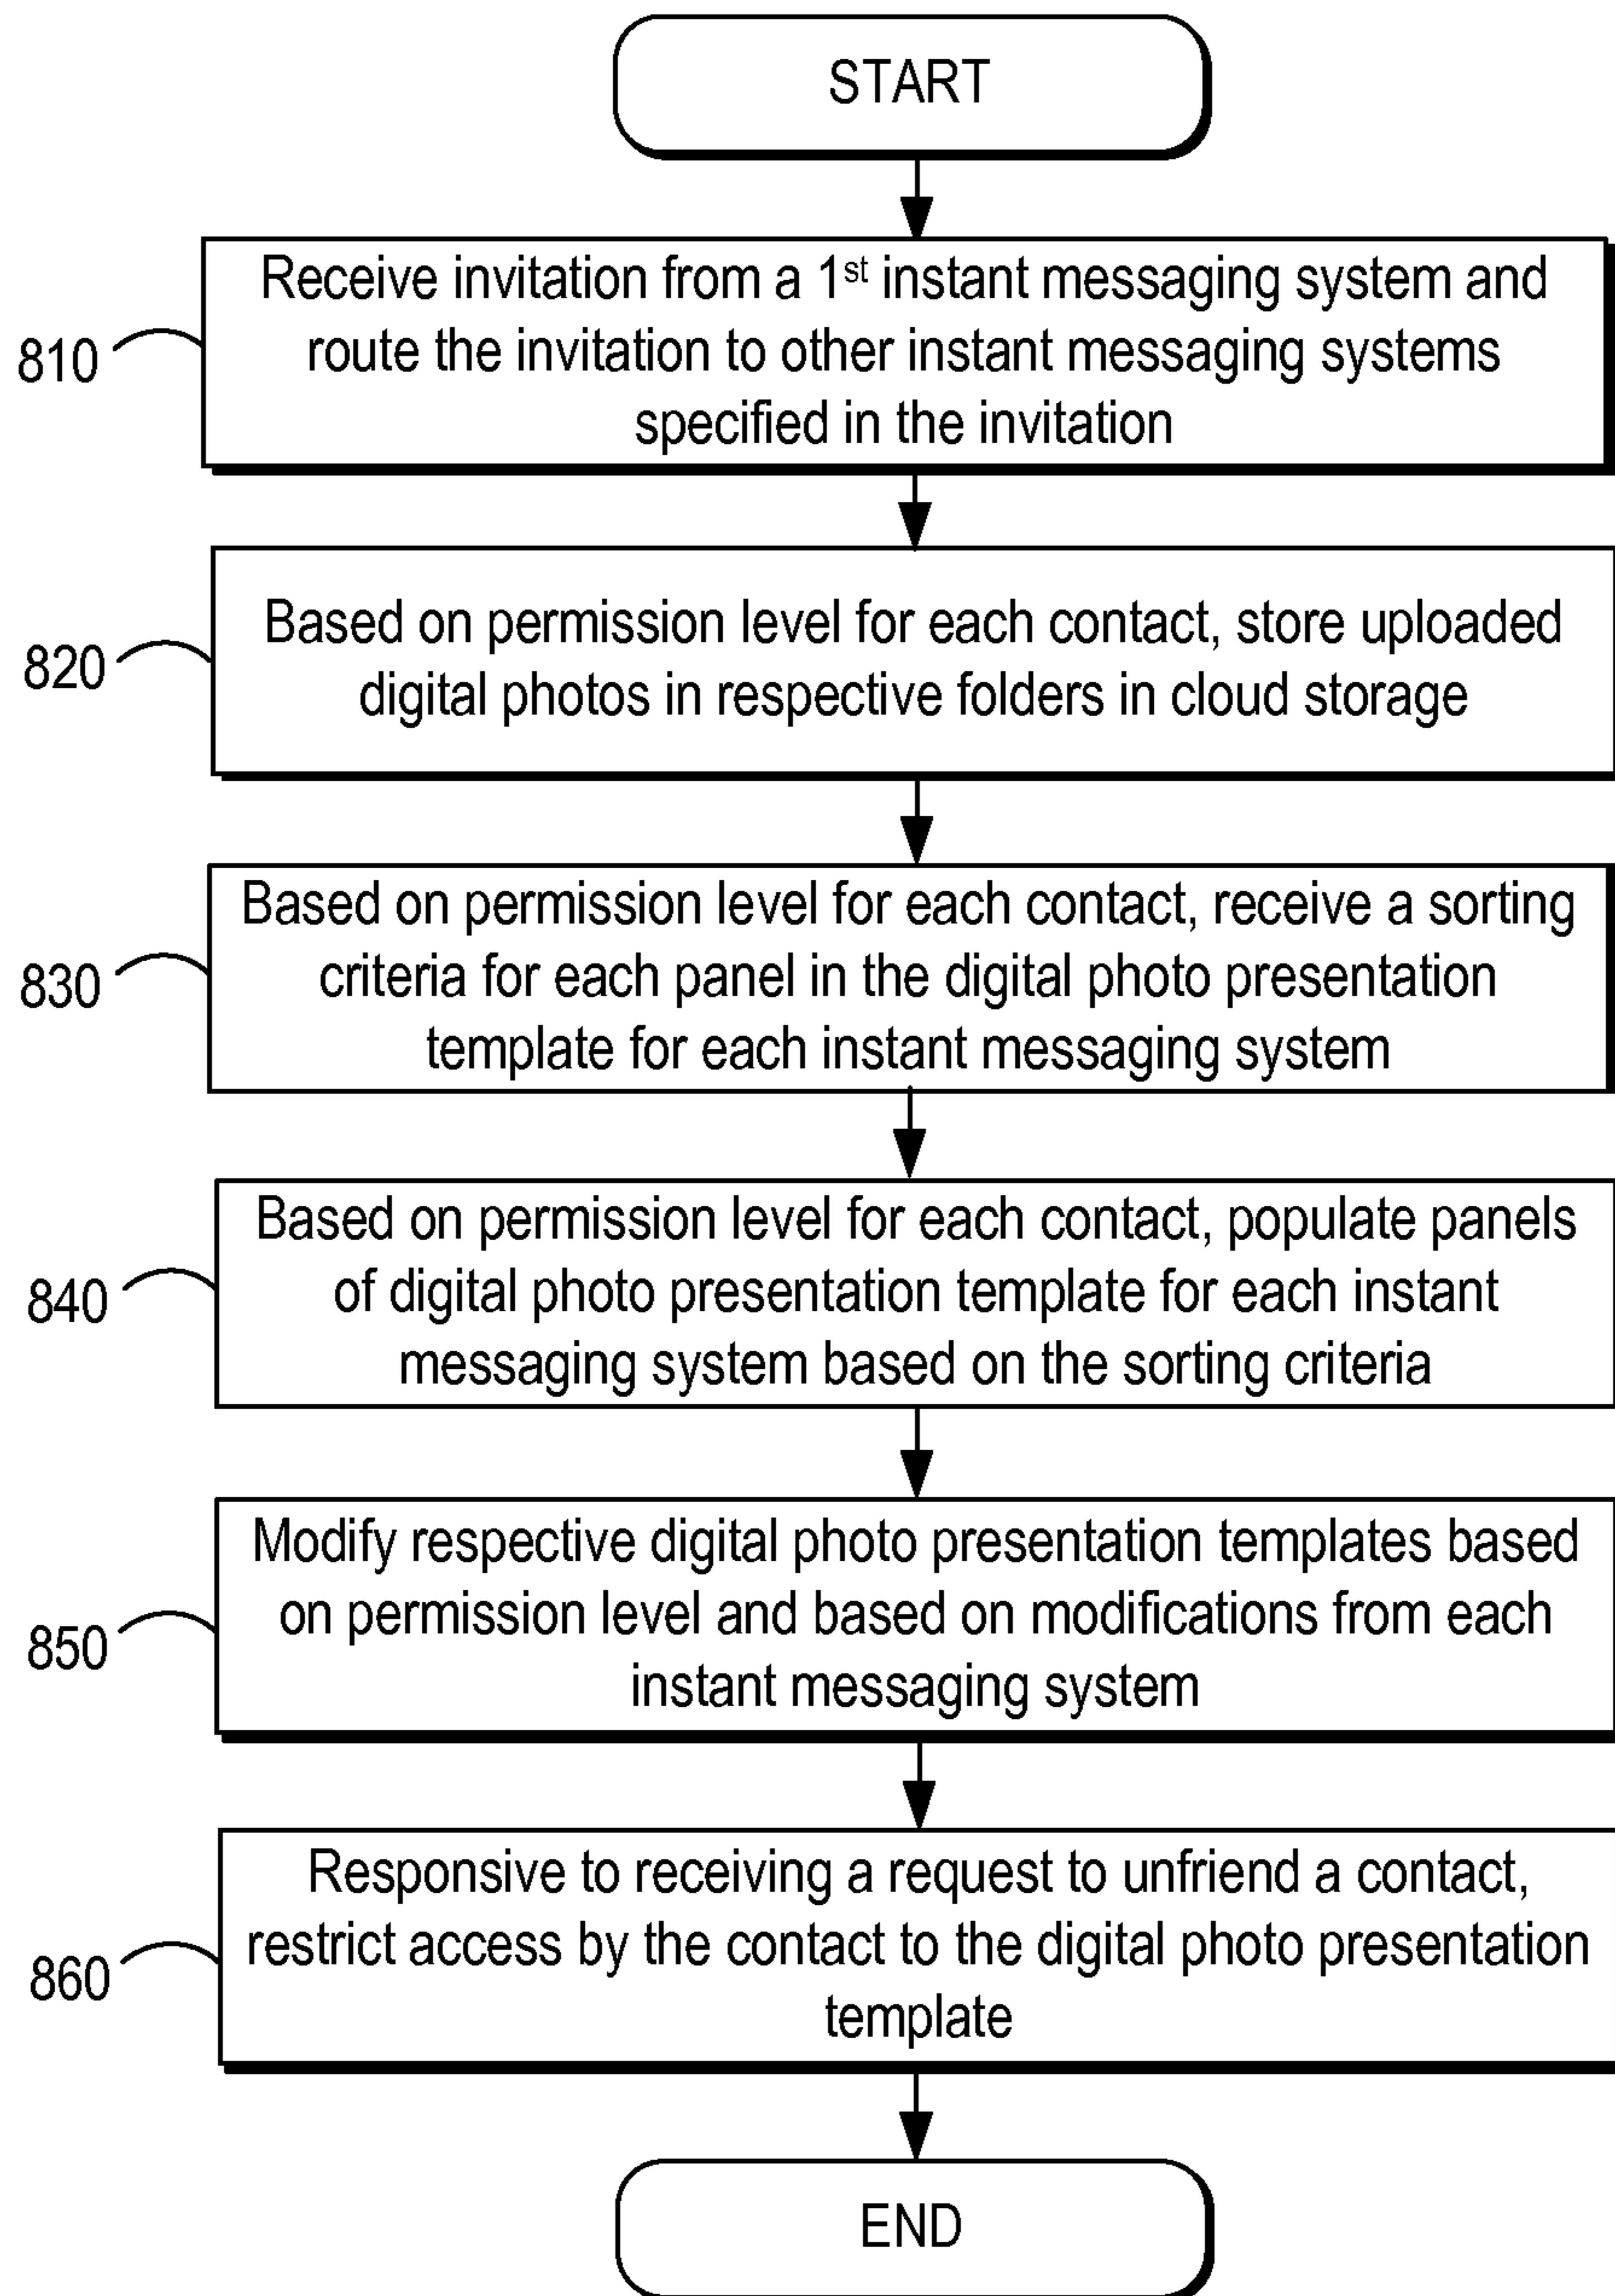 START
Receive invitation from a 1st instant messaging system and
route the invitation to other instant messaging systems
specified in the invitation
810
Based on permission level for each contact, store uploaded
digital photos in respective folders in cloud storage
820
Based on permission level for each contact, receive a sorting
criteria for each panel in the digital photo presentation
template for each instant messaging system
830
Based on permission level for each contact, populate panels
of digital photo presentation template for each instant
messaging system based on the sorting criteria
840
Modify respective digital photo presentation templates based
on permission level and based on modifications from each
instant messaging system
850
Responsive to receiving a request to unfriend a contact,
restrict access by the contact to the digital photo presentation
template
860
END